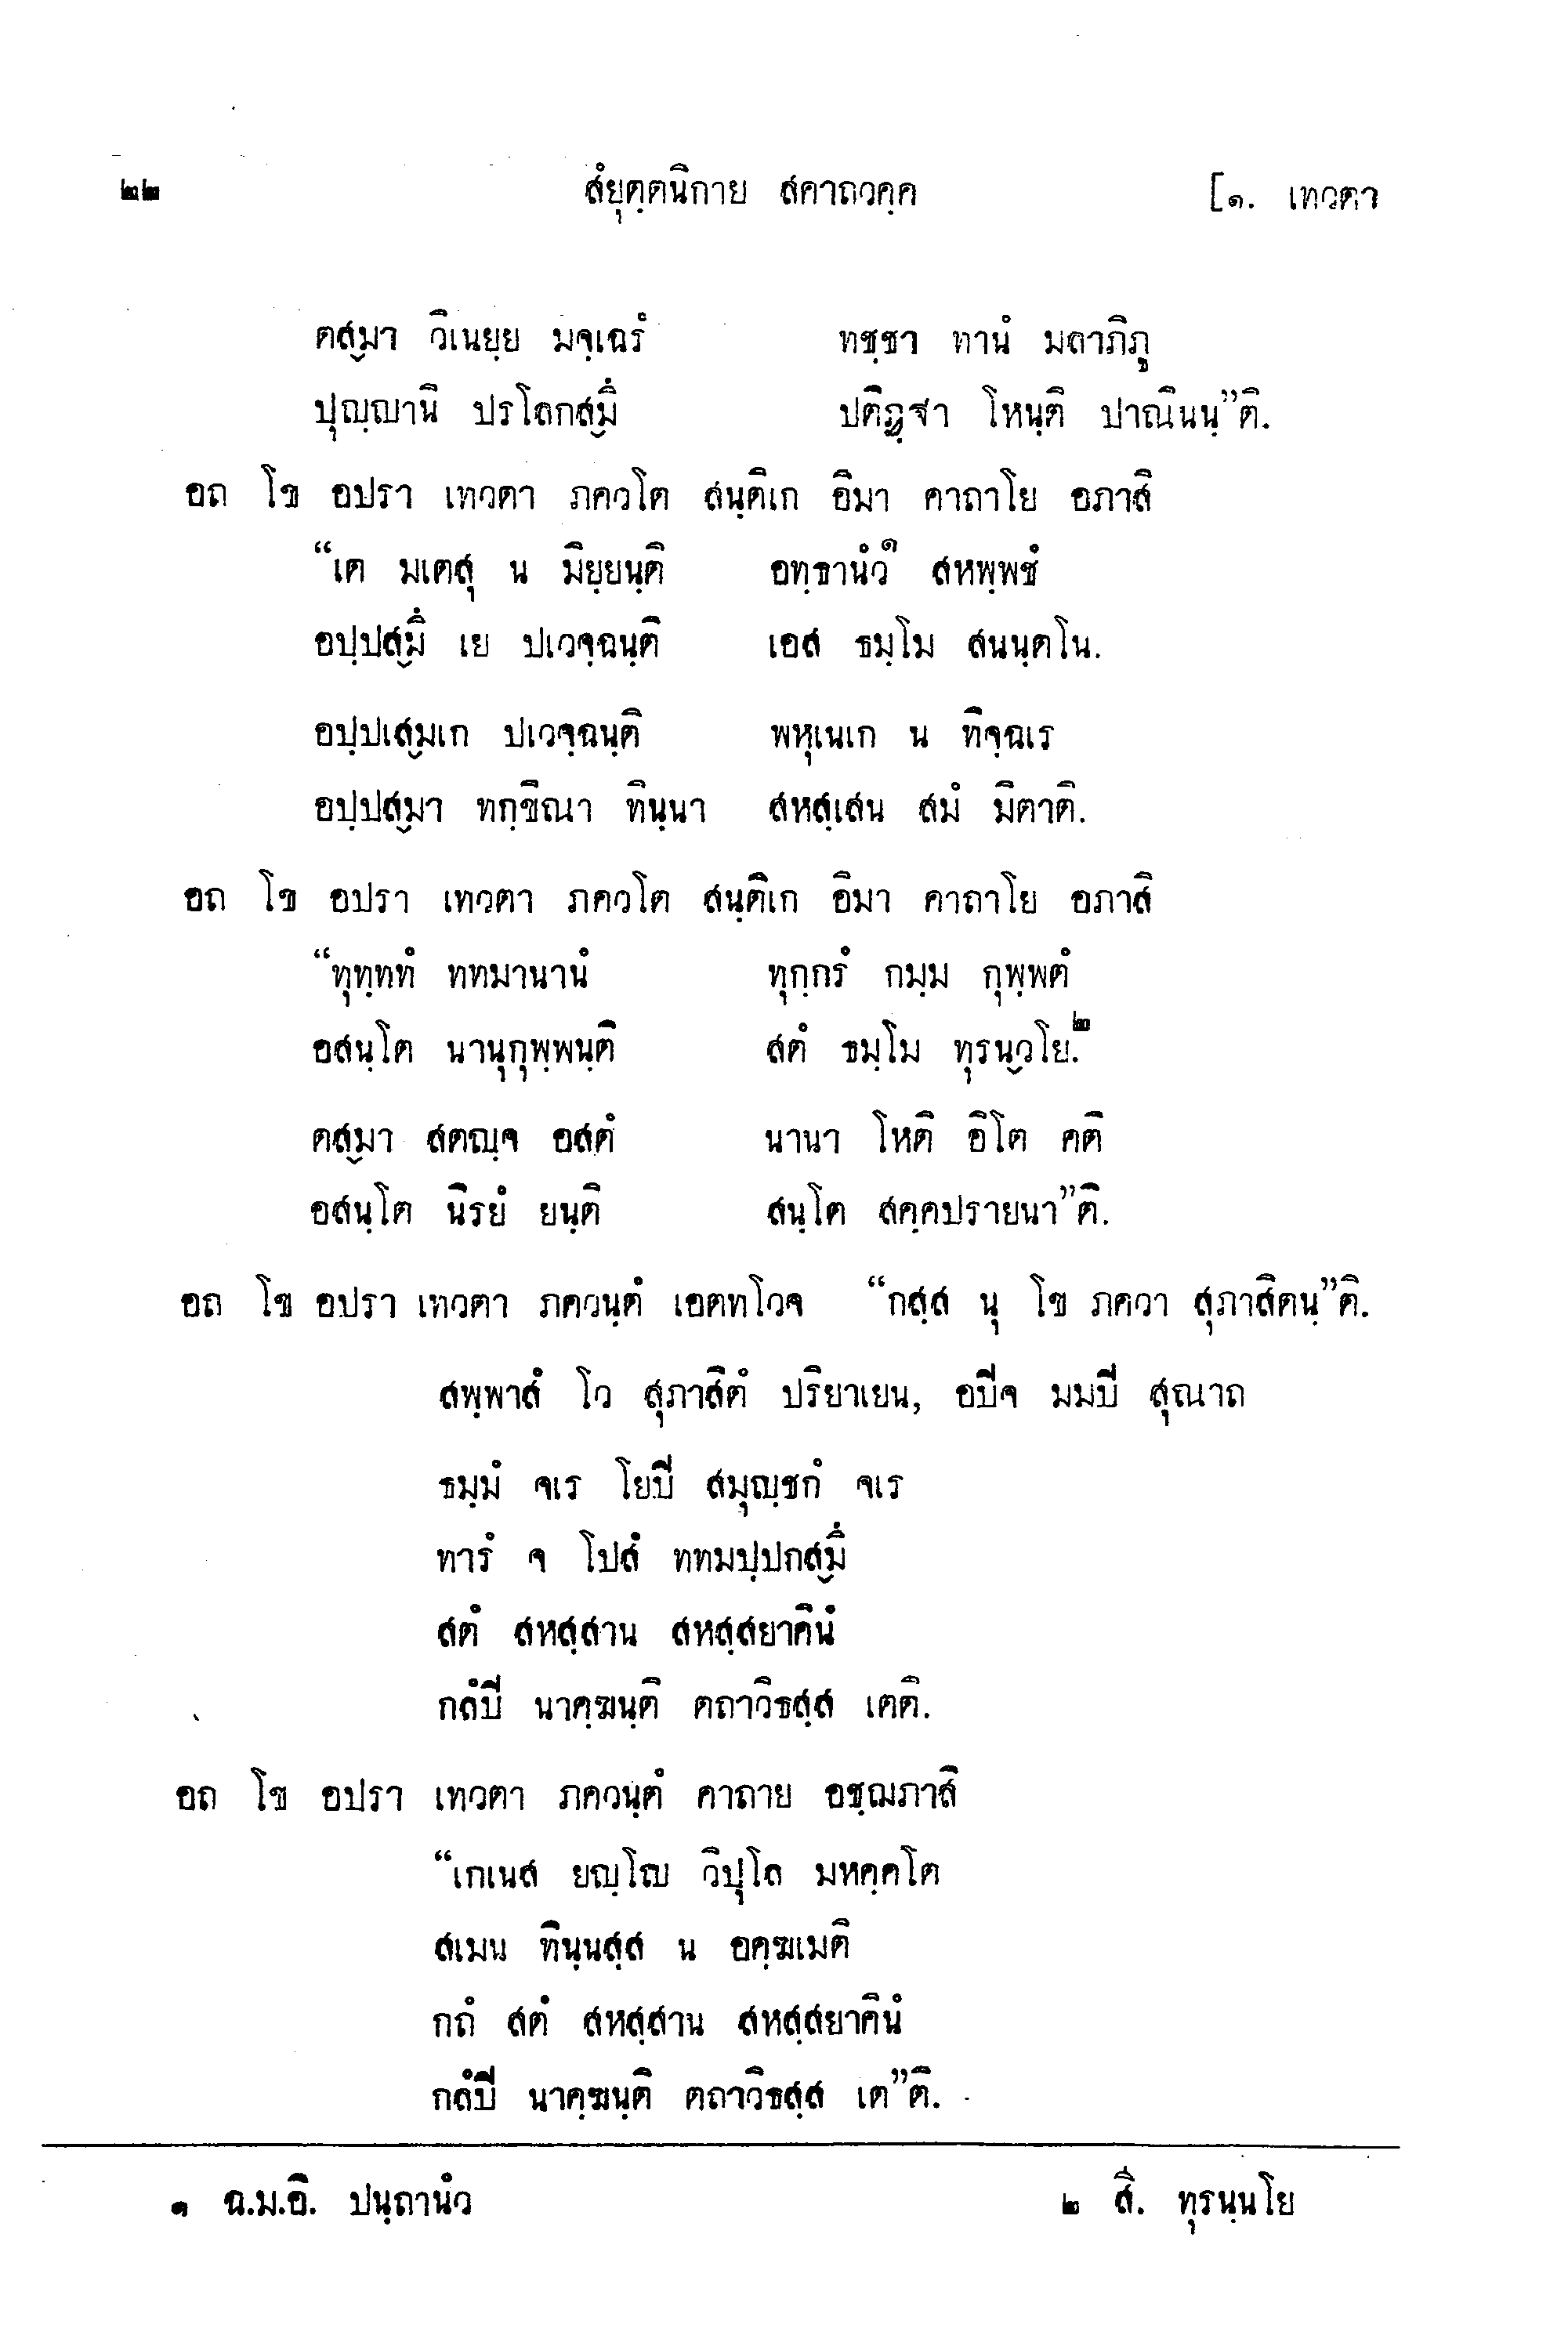 ๒๒ สํยุตฺตนิกาย สคาถวคฺค [๑. เทวตา
ตสฺมา วิเนยฺย มจฺเฉรํ ทชฺชา ทานํ มลาภิภู
ปุญฺญานิ ปรโลกสฺมิํ ปติฏฺฐา โหนฺติ ปาณินนฺ”ติ.
อถ โข อปรา เทวตา ภควโต สนฺติเก อิมา คาถาโย อภาสิ
“เต มเตสุ น มิยฺยนฺติ อทฺธานํว๑ สหพฺพชํ
อปฺปสฺมิํ เย ปเวจฺฉนฺติ เอส ธมฺโม สนนฺตโน.
อปฺปเสฺมเก ปเวจฺฉนฺติ พหุเนเก น ทิจฺฉเร
อปฺปสฺมา ทกฺขิณา ทินฺนา สหสฺเสน สมํ มิตาติ.
อถ โข อปรา เทวตา ภควโต สนฺติเก อิมา คาถาโย อภาสิ
“ทุทฺททํ ททมานานํ ทุกฺกรํ กมฺม กุพฺพตํ
อสนฺโต นานุกุพฺพนฺติ สตํ ธมฺโม ทุรนฺวโย.๒
ตสฺมา สตญฺจ อสตํ นานา โหติ อิโต คติ
อสนฺโต นิรยํ ยนฺติ สนฺโต สคฺคปรายนา”ติ.
อถ โข อปรา เทวตา ภควนฺตํ เอตทโวจ “กสฺส นุ โข ภควา สุภาสิตนฺ”ติ.
สพฺพาสํ โว สุภาสิตํ ปริยาเยน, อปิจ มมปิ สุณาถ
ธมฺมํ จเร โยปิ สมุญฺชกํ จเร
ทารํ จ โปสํ ททมปฺปกสฺมิํ
สตํ สหสฺสาน สหสฺสยาคินํ
กลํปิ นาคฺฆนฺติ ตถาวิธสฺส เตติ.
อถ โข อปรา เทวตา ภควนฺตํ คาถาย อชฺฌภาสิ
“เกเนส ยญฺโญ วิปุโล มหคฺคโต
สเมน ทินฺนสฺส น อคฺฆเมติ
กถํ สตํ สหสฺสาน สหสฺสยาคินํ
กลํปิ นาคฺฆนฺติ ตถาวิธสฺส เต”ติ.
๑ ฉ.ม.อิ. ปนฺถานํว ๒ สิ. ทุรนฺนโย